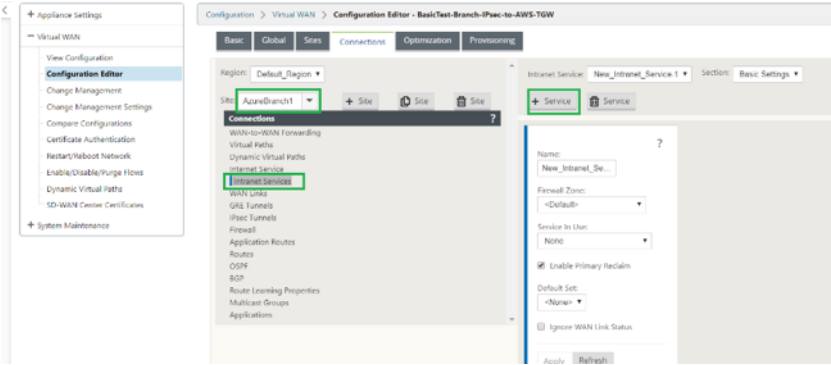 + Appliance Settings
− Virtual WAN
View Configuration
Configuration Editor
Change Management
Change Management Settings
Compare Configurations
Certificate Authentication
Restart/Reboot Network
Enable/Disable/Purge Flows
Dynamic Virtual Paths
SD-WAN Center Certificates
+ System Maintenance
Configuration > Virtual WAN > Configuration Editor - BasicTest-Branch-IPsec-to-AWS-TGW
Basic Global Sites Connections Optimization Provisioning
Region: Default_Region
Site: AzureBranch1 + Site Site Site
Connections ?
WAN-to-WAN Forwarding
Virtual Paths
Dynamic Virtual Paths
Internet Service
Intranet Services
WAN Links
GRE Tunnels
IPsec Tunnels
Firewall
Application Routes
Routes
OSPF
BGP
Route Learning Properties
Multicast Groups
Applications
Intranet Service: New_Intranet_Service.1 Section: Basic Settings
+ Service Service
?
Name:
New_Intranet_Se...
Firewall Zone:
<Default>
Service In Use:
None
Enable Primary Reclaim
Default Set:
<None>
Ignore WAN Link Status
Apply Refresh